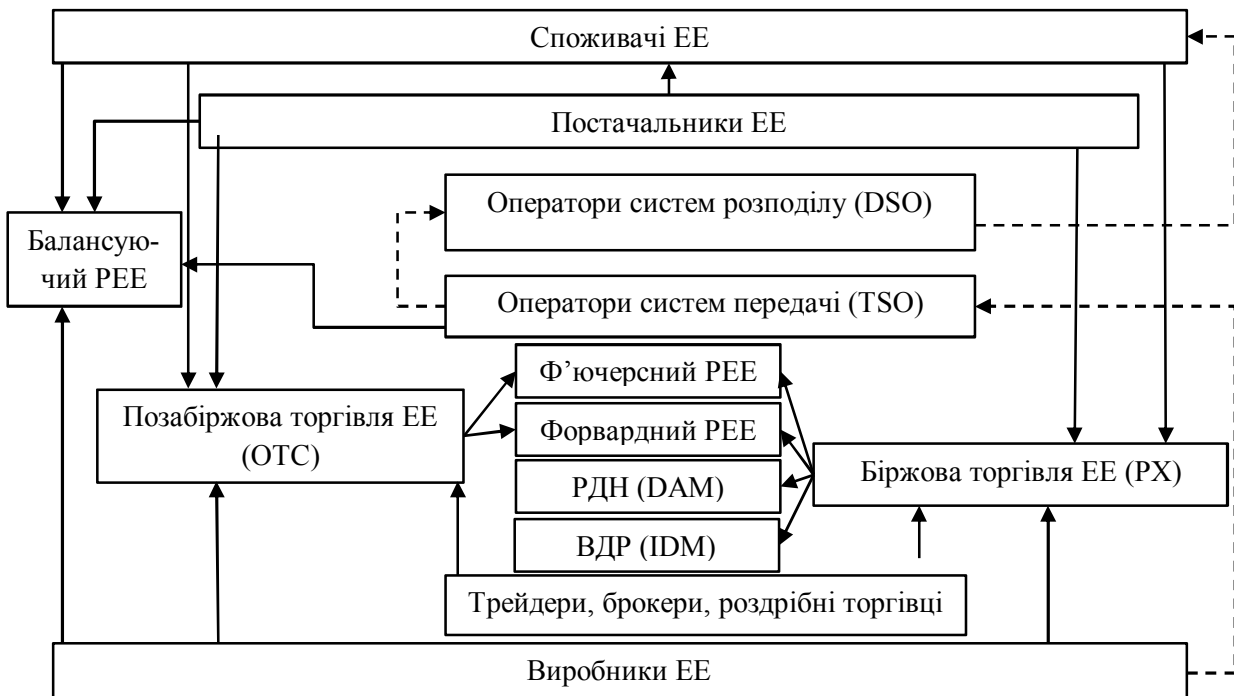 Споживачі ЕЕ
Постачальники ЕЕ
Оператори систем розподілу (DSO)
Балансую-
чий РЕЕ
Оператори систем передачі (TSO)
Ф’ючерсний РЕЕ
Позабіржова торгівля ЕЕ
(ОТС)
Форвардний РЕЕ
Біржова торгівля ЕЕ (PX)
РДН (DAM)
ВДР (IDM)
Трейдери, брокери, роздрібні торгівці
Виробники ЕЕ